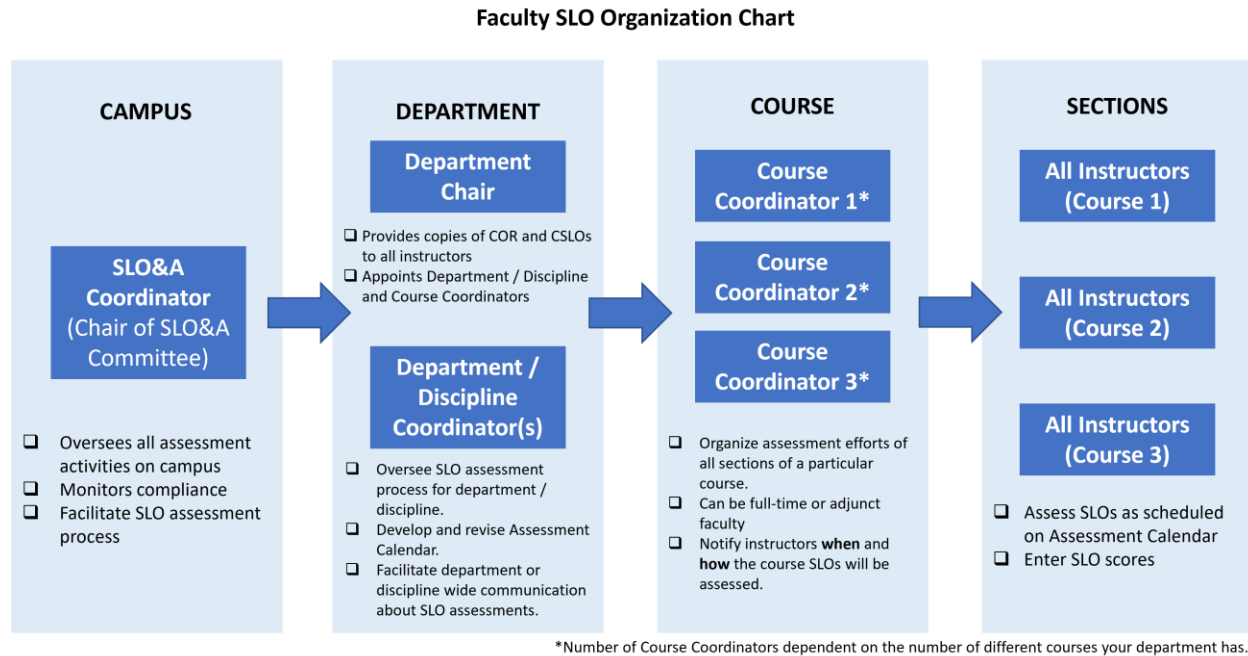 Faculty SLO Organization Chart
CAMPUS
SLO&A
Coordinator
(Chair of SLO&A
Committee)
❑ Oversees all assessment
activities on campus
❑ Monitors compliance
❑ Facilitate SLO assessment
process
DEPARTMENT
Department
Chair
❑ Provides copies of COR and CSLOs
to all instructors
❑ Appoints Department / Discipline
and Course Coordinators
Department /
Discipline
Coordinator(s)
❑ Oversee SLO assessment
process for department /
discipline.
❑ Develop and revise Assessment
Calendar.
❑ Facilitate department or
discipline wide communication
about SLO assessments.
COURSE
Course
Coordinator 1*
Course
Coordinator 2*
Course
Coordinator 3*
❑ Organize assessment efforts of
all sections of a particular
course.
❑ Can be full-time or adjunct
faculty
❑ Notify instructors when and
how the course SLOs will be
assessed.
SECTIONS
All Instructors
(Course 1)
All Instructors
(Course 2)
All Instructors
(Course 3)
❑ Assess SLOs as scheduled
on Assessment Calendar
❑ Enter SLO scores
*Number of Course Coordinators dependent on the number of different courses your department has.